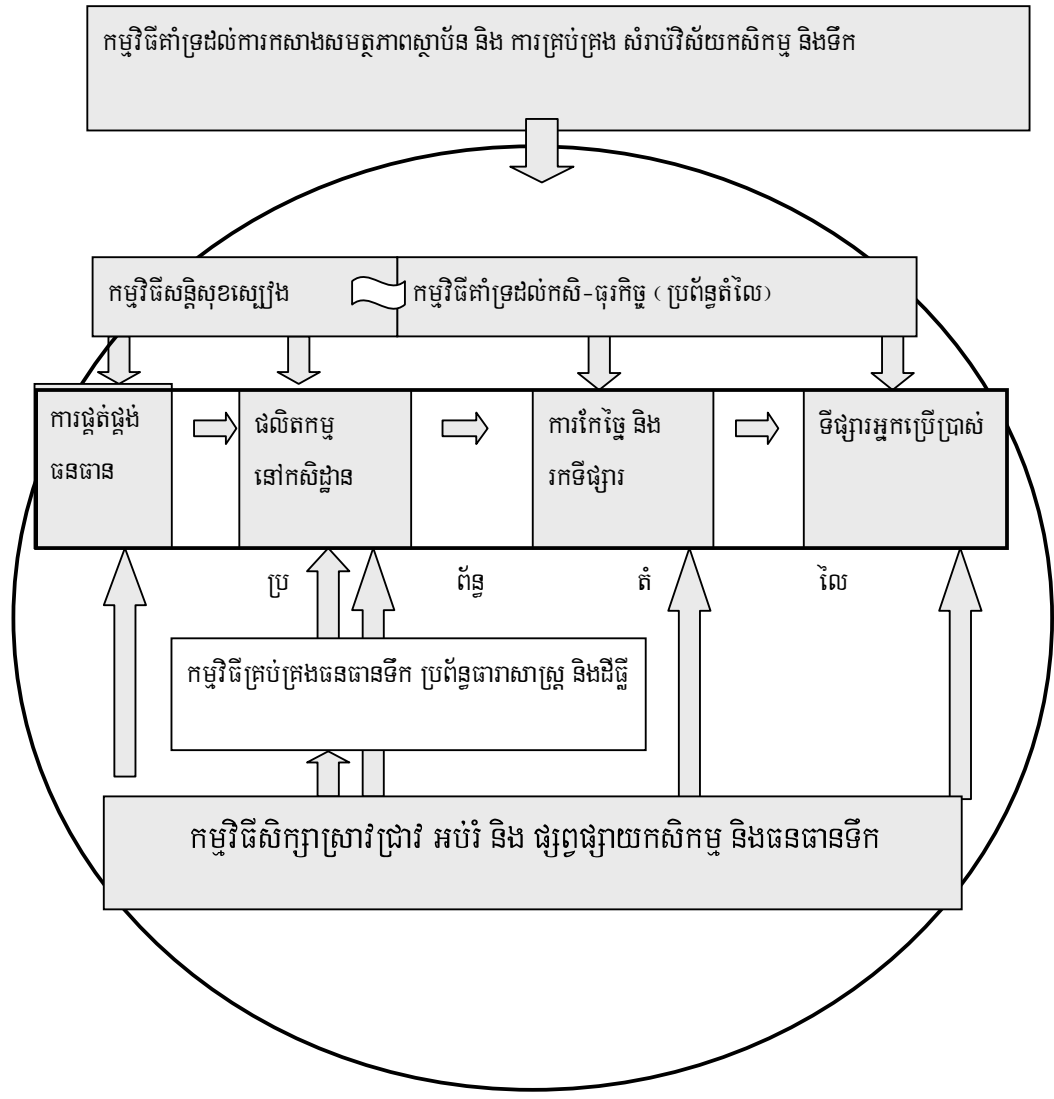 កម្មវិធីគាំទ្រដល់ការកសាងសមត្ថភាពស្ថាប័ន និង ការគ្រប់គ្រង សំរាប់វិស័យកសិកម្ម និងទឹក
កម្មវិធីសន្តិសុខស្បៀង
កម្មវិធីគាំទ្រដល់កសិ-ធុរកិច្ច ( ប្រព័ន្ធតំលៃ)
ការផ្គត់ផ្គង់
ធនធាន
ផលិតកម្ម
នៅកសិដ្ឋាន
ការកែច្នៃ និង
រកទីផ្សារ
ទីផ្សារអ្នកប្រើប្រាស់
ប្រ ព័ន្ធ តំ លៃ
កម្មវិធីគ្រប់គ្រងធនធានទឹក ប្រព័ន្ធធារាសាស្ត្រ និងដីធ្លី
កម្មវិធីសិក្សាស្រាវជ្រាវ អប់រំ និង ផ្សព្វផ្សាយកសិកម្ម និងធនធានទឹក